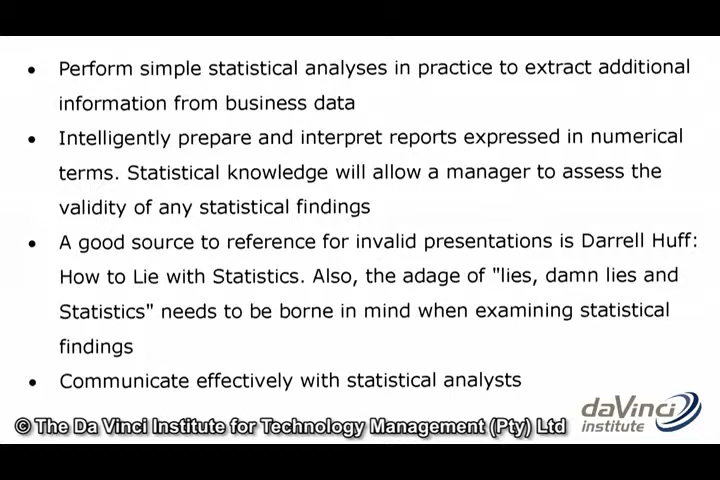 • Perform simple statistical analyses in practice to extract additional
information from business data
• Intelligently prepare and interpret reports expressed in numerical
terms. Statistical knowledge will allow a manager to assess the
validity of any statistical findings
• A good source to reference for invalid presentations is Darrell Huff:
How to Lie with Statistics. Also, the adage of "lies, damn lies and
Statistics" needs to be borne in mind when examining statistical
findings
• Communicate effectively with statistical analysts
daVinci
institute
© The Da Vinci Institute for Technology Management (Pty) Ltd